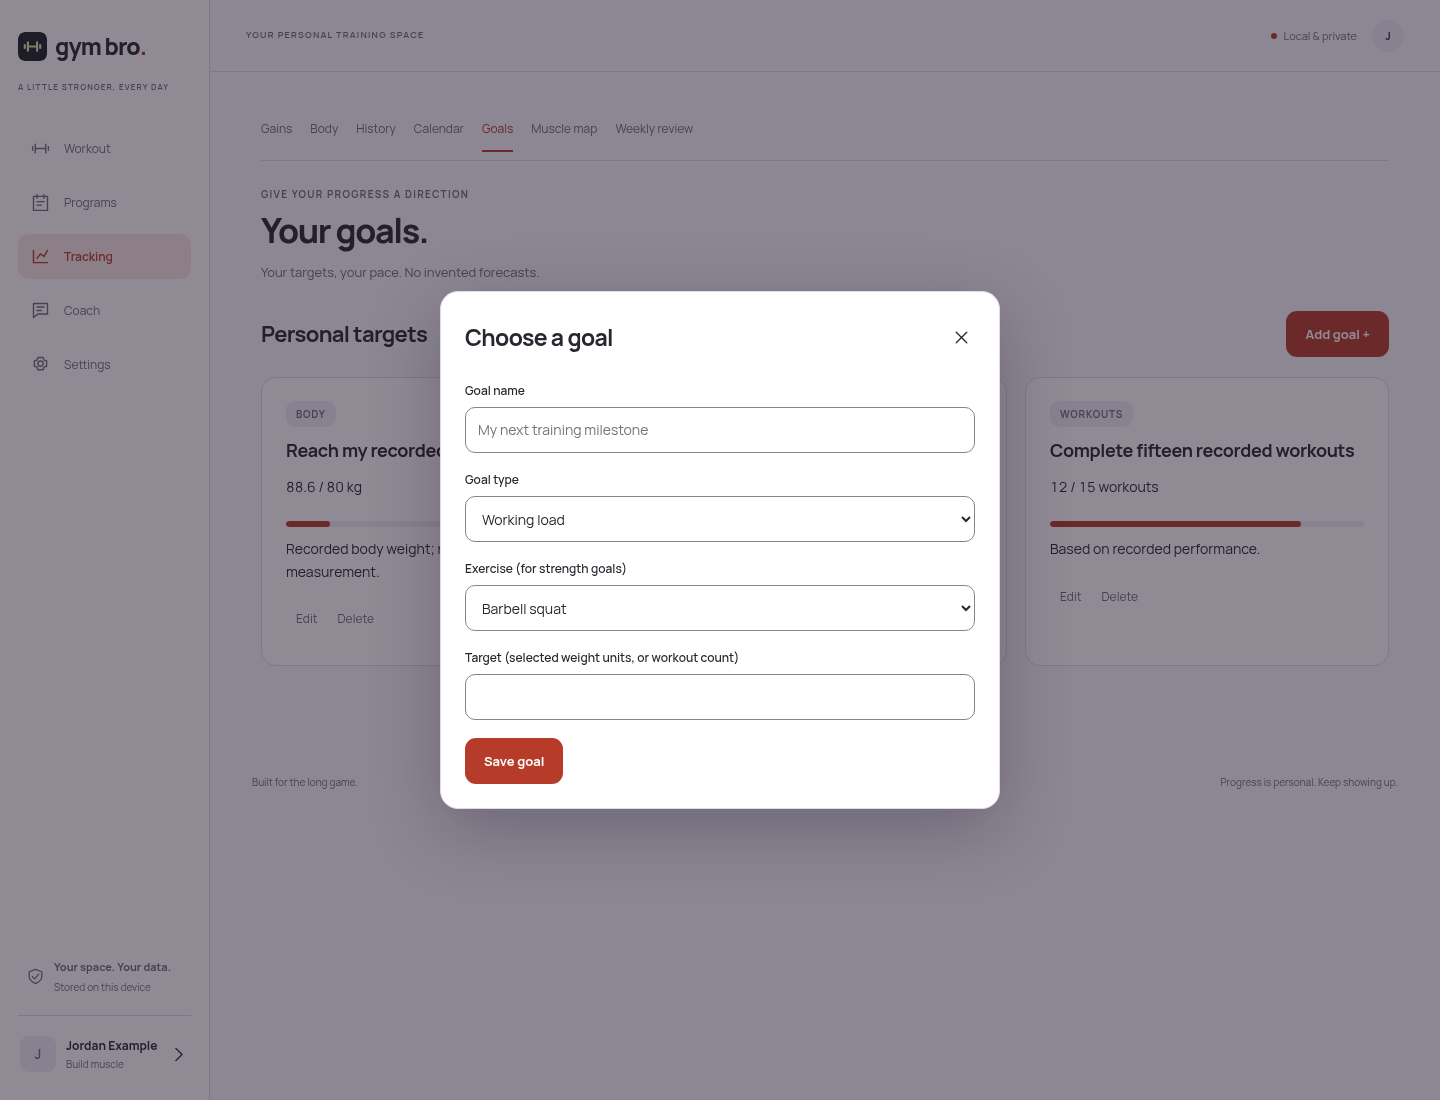 gym bro.
A LITTLE STRONGER, EVERY DAY
Workout
Programs
Tracking
Coach
Settings
Your space. Your data.
Stored on this device
J
Jordan Example
Build muscle
YOUR PERSONAL TRAINING SPACE
Local & private
J
Gains
Body
History
Calendar
Goals
Muscle map
Weekly review
GIVE YOUR PROGRESS A DIRECTION
Your goals.
Your targets, your pace. No invented forecasts.
Personal targets
Add goal +
BODY
Reach my recorded
88.6 / 80 kg
Recorded body weight;
measurement.
Edit
Delete
WORKOUTS
Complete fifteen recorded workouts
12 / 15 workouts
Based on recorded performance.
Edit
Delete
Choose a goal
Goal name
My next training milestone
Goal type
Working load
Exercise (for strength goals)
Barbell squat
Target (selected weight units, or workout count)
Save goal
Built for the long game.
Progress is personal. Keep showing up.